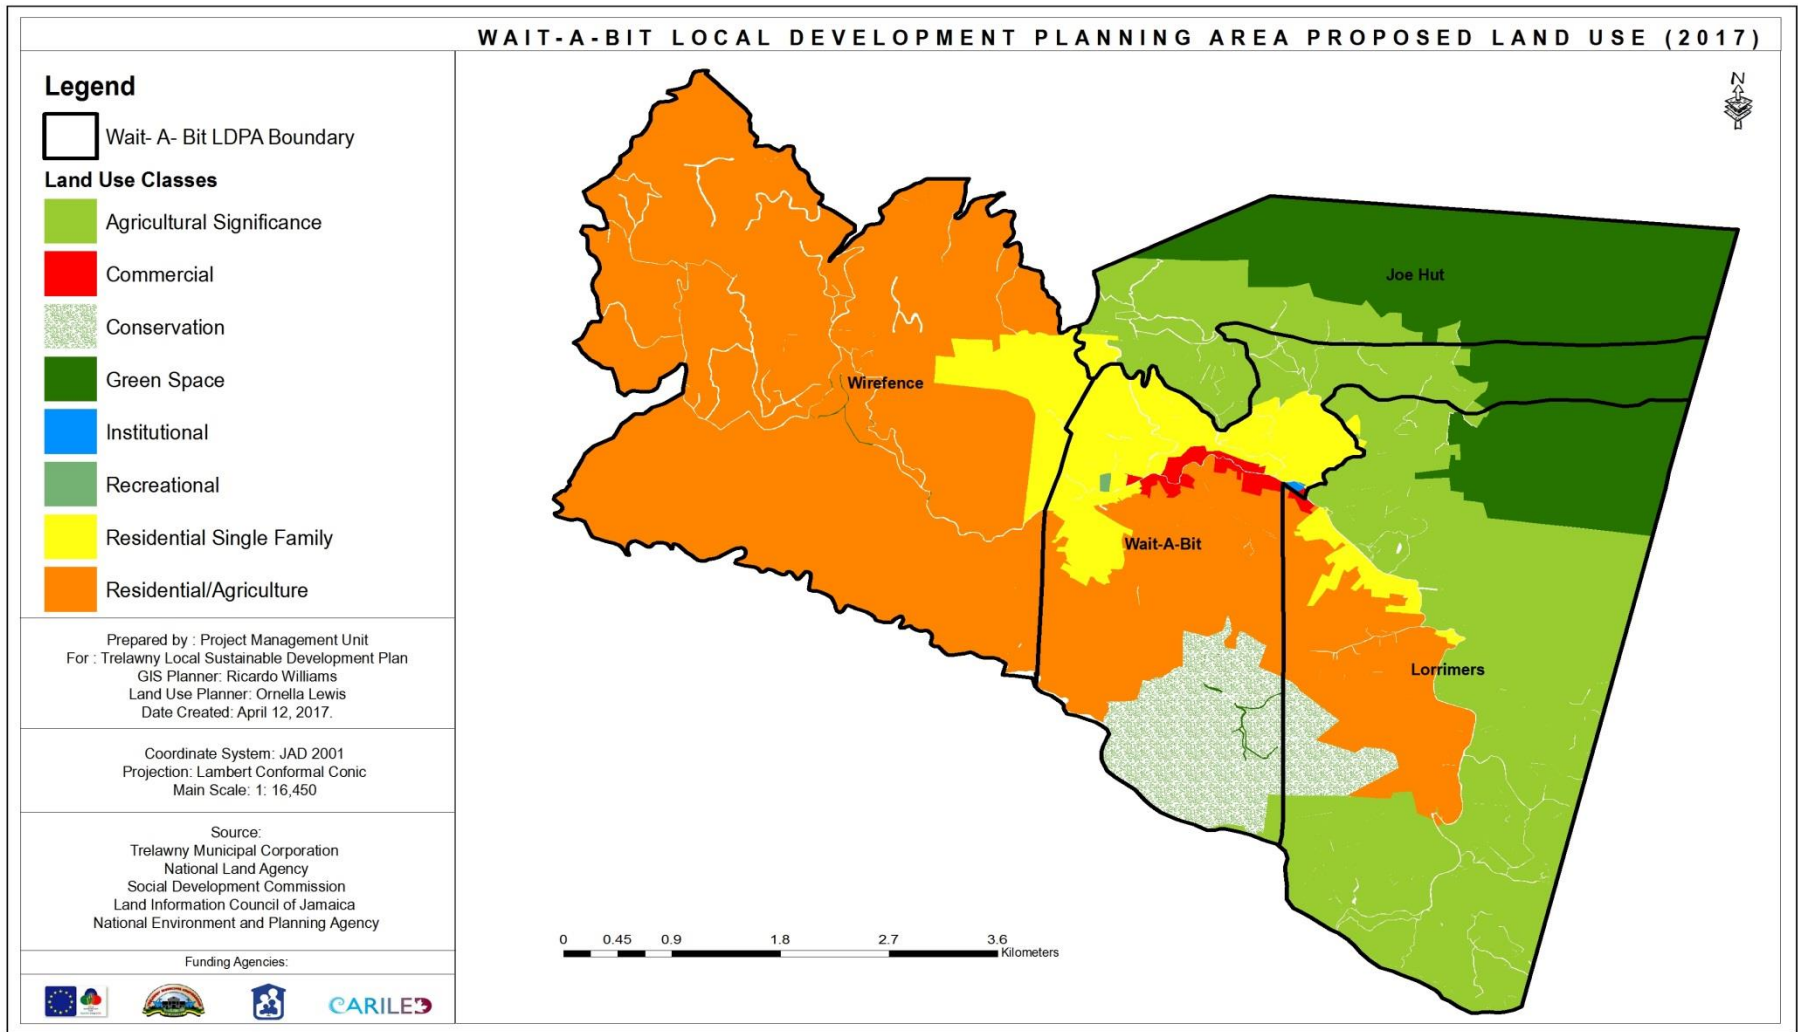 WAIT-A-BIT LOCAL DEVELOPMENT PLANNING AREA PROPOSED LAND USE (2017)
Legend
Wait- A- Bit LDPA Boundary
Land Use Classes
Agricultural Significance
Commercial
Conservation
Green Space
Institutional
Recreational
Residential Single Family
Residential/Agriculture
Prepared by : Project Management Unit
For : Trelawny Local Sustainable Development Plan
GIS Planner: Ricardo Williams
Land Use Planner: Ornella Lewis
Date Created: April 12, 2017.
Coordinate System: JAD 2001
Projection: Lambert Conformal Conic
Main Scale: 1: 16,450
Source:
Trelawny Municipal Corporation
National Land Agency
Social Development Commission
Land Information Council of Jamaica
National Environment and Planning Agency
Funding Agencies:
CARILED
N
Joe Hut
Wirefence
Wait-A-Bit
Lorrimers
0 0.45 0.9 1.8 2.7 3.6
Kilometers